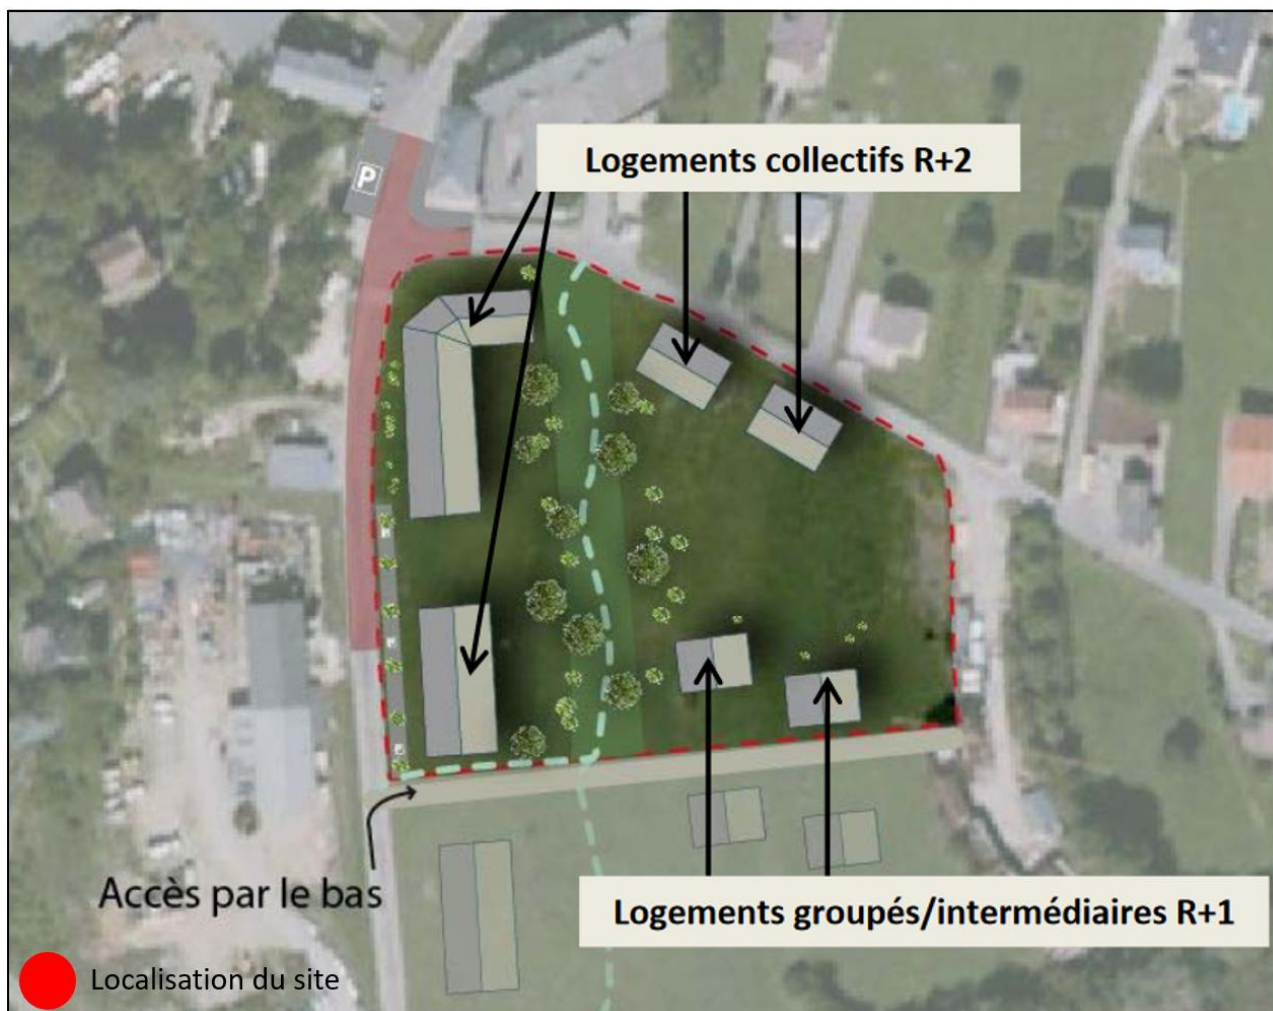 Logements collectifs R+2
P
Accès par le bas
Logements groupés/intermédiaires R+1
Localisation du site